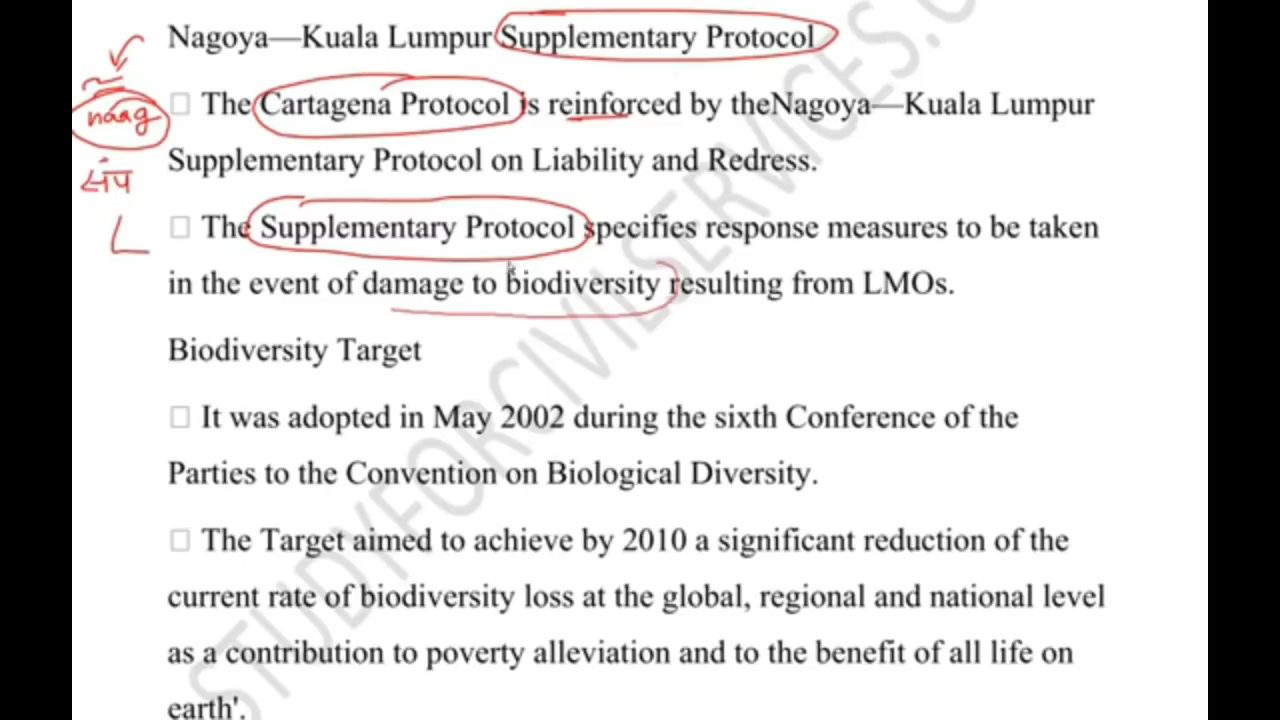 Nagoya—Kuala Lumpur Supplementary Protocol
□ The Cartagena Protocol is reinforced by theNagoya—Kuala Lumpur
naag
Supplementary Protocol on Liability and Redress.
□ The Supplementary Protocol specifies response measures to be taken
L
in the event of damage to biodiversity resulting from LMOs.
Biodiversity Target
□ It was adopted in May 2002 during the sixth Conference of the
Parties to the Convention on Biological Diversity.
□ The Target aimed to achieve by 2010 a significant reduction of the
current rate of biodiversity loss at the global, regional and national level
as a contribution to poverty alleviation and to the benefit of all life on
earth'.
STUDYFORCIVILSERVICES.C